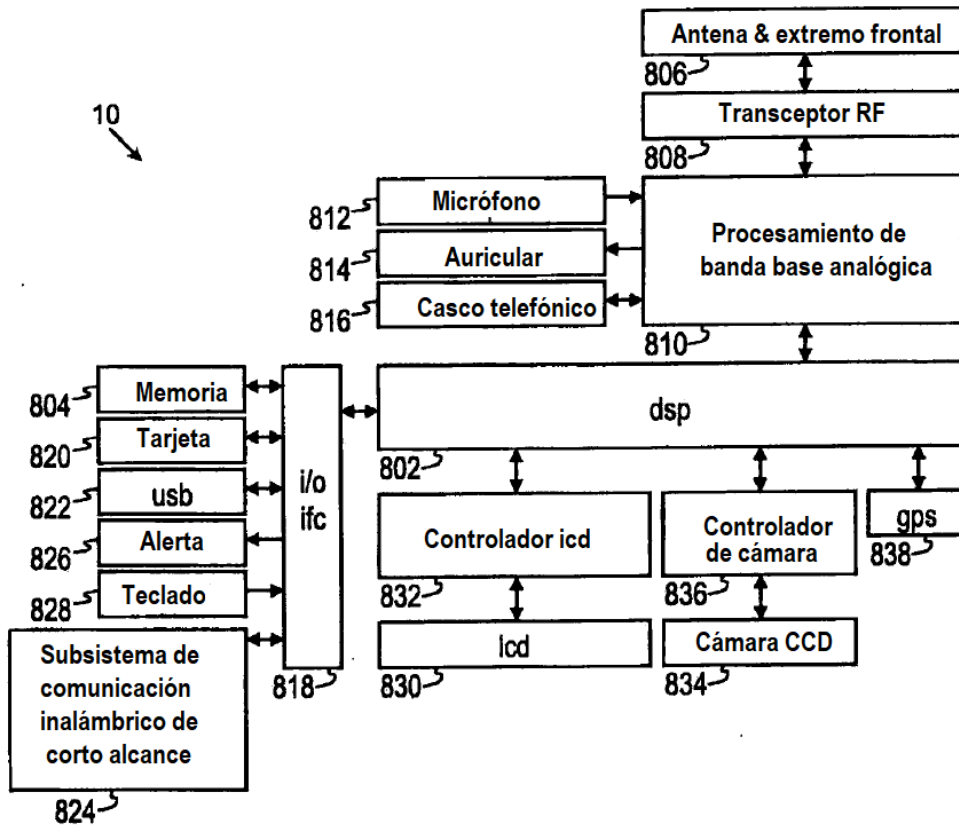 Antena & extremo frontal
806
10
Transceptor RF
808
812
Micrófono
Procesamiento de
banda base analógica
814
Auricular
816
Casco telefónico
810
804
Memoria
dsp
820
Tarjeta
802
822
usb
i/o
ifc
826
Alerta
Controlador icd
Controlador
de cámara
gps
838
828
Teclado
832
836
Subsistema de
comunicación
inalámbrico de
corto alcance
818
lcd
830
Cámara CCD
834
824